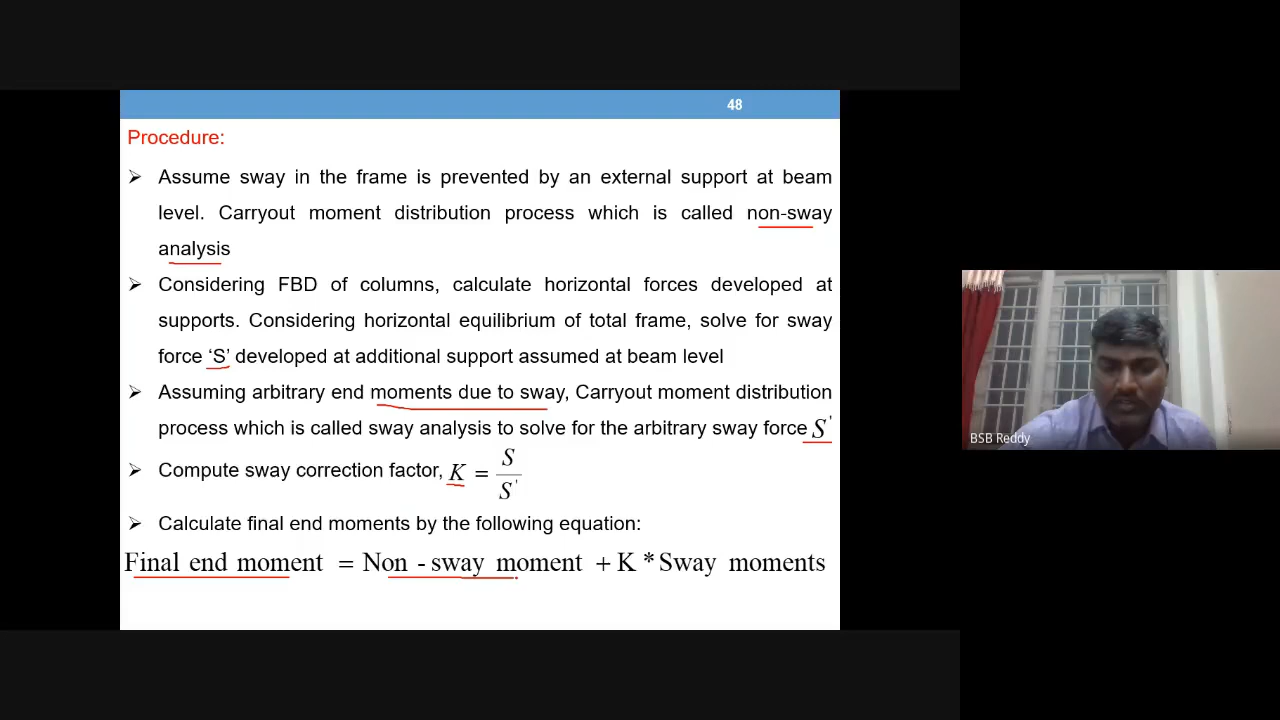 48
Procedure:
➢ Assume sway in the frame is prevented by an external support at beam
level. Carryout moment distribution process which is called non-sway
analysis
➢ Considering FBD of columns, calculate horizontal forces developed at
supports. Considering horizontal equilibrium of total frame, solve for sway
force ‘S’ developed at additional support assumed at beam level
➢ Assuming arbitrary end moments due to sway, Carryout moment distribution
process which is called sway analysis to solve for the arbitrary sway force S'
➢ Compute sway correction factor, K = S / S'
➢ Calculate final end moments by the following equation:
Final end moment = Non - sway moment + K * Sway moments
BSB Reddy